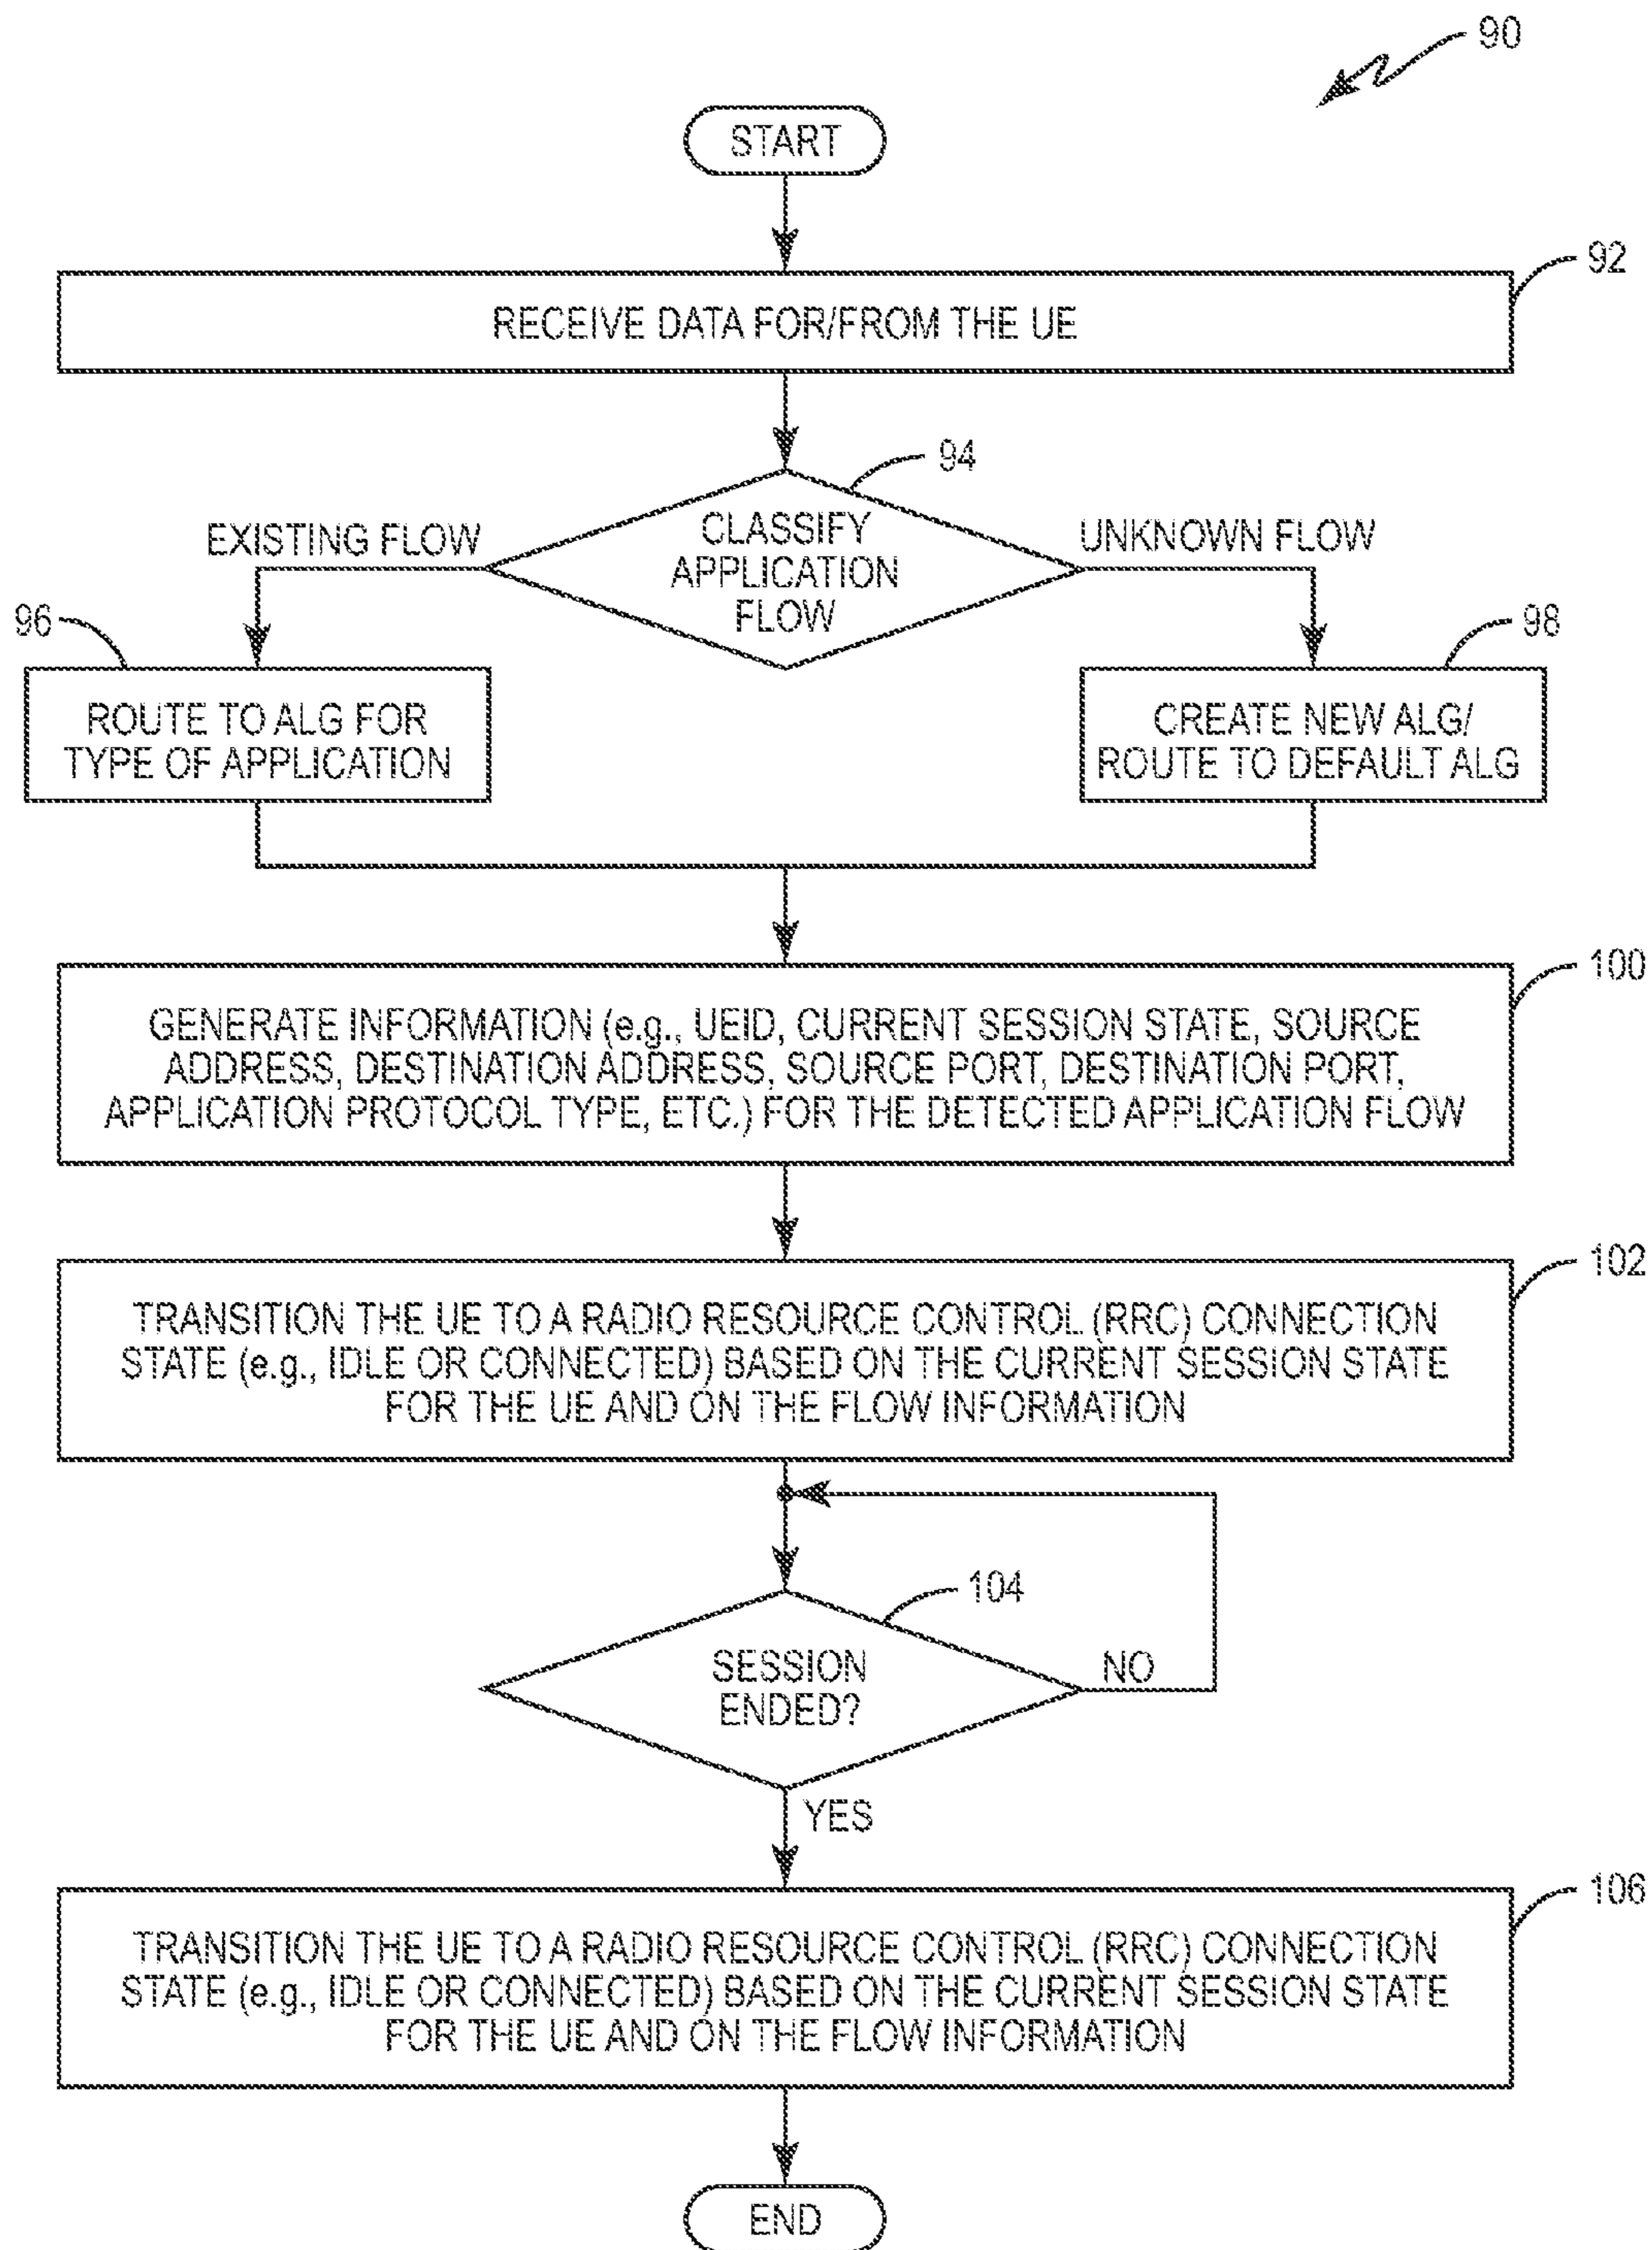 90
START
92
RECEIVE DATA FOR/FROM THE UE
94
CLASSIFY
APPLICATION
FLOW
EXISTING FLOW
UNKNOWN FLOW
96
98
ROUTE TO ALG FOR
TYPE OF APPLICATION
CREATE NEW ALG/
ROUTE TO DEFAULT ALG
100
GENERATE INFORMATION (e.g., UEID, CURRENT SESSION STATE, SOURCE
ADDRESS, DESTINATION ADDRESS, SOURCE PORT, DESTINATION PORT,
APPLICATION PROTOCOL TYPE, ETC.) FOR THE DETECTED APPLICATION FLOW
102
TRANSITION THE UE TO A RADIO RESOURCE CONTROL (RRC) CONNECTION
STATE (e.g., IDLE OR CONNECTED) BASED ON THE CURRENT SESSION STATE
FOR THE UE AND ON THE FLOW INFORMATION
104
SESSION
ENDED?
NO
YES
106
TRANSITION THE UE TO A RADIO RESOURCE CONTROL (RRC) CONNECTION
STATE (e.g., IDLE OR CONNECTED) BASED ON THE CURRENT SESSION STATE
FOR THE UE AND ON THE FLOW INFORMATION
END